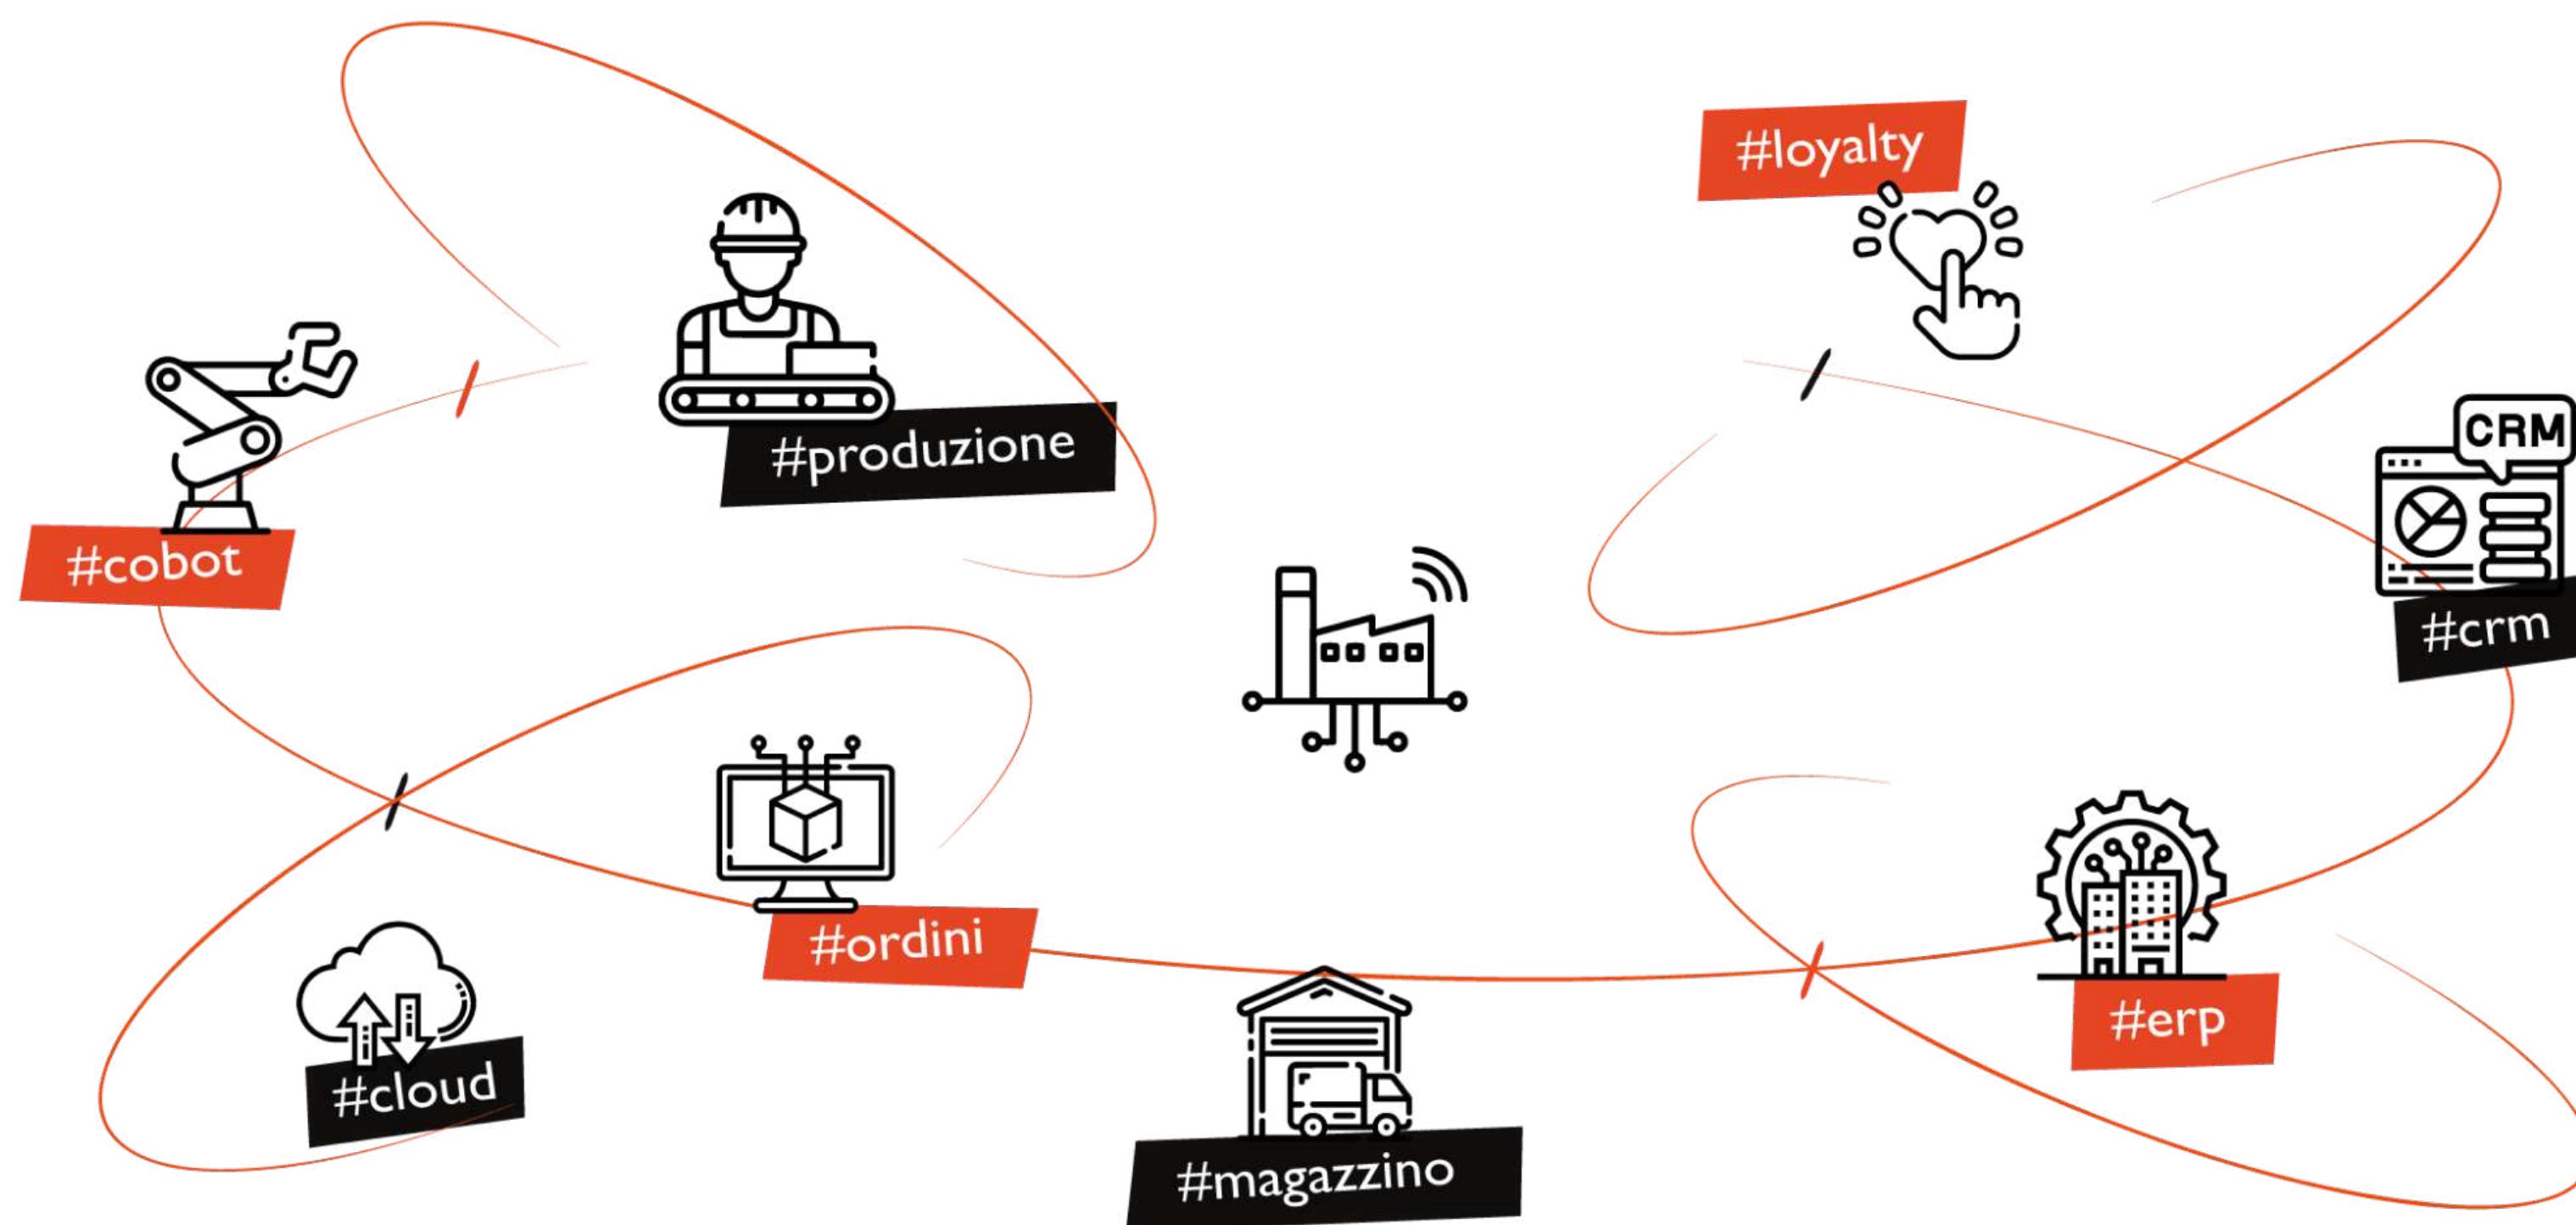 #loyalty
CRM
#produzione
#cobot
#crm
#ordini
#erp
#cloud
#magazzino